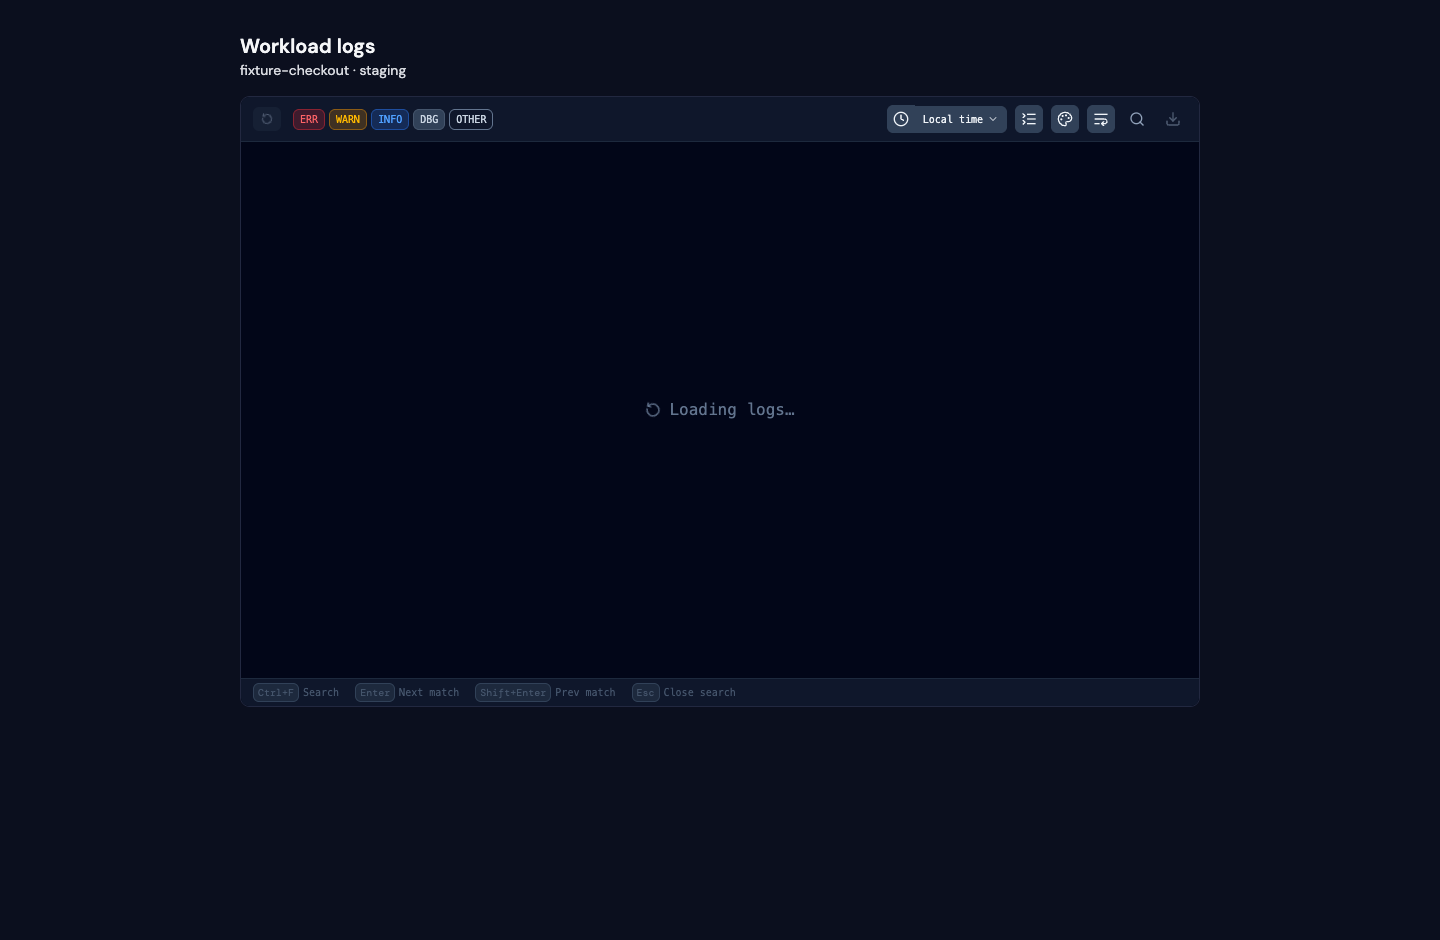 Workload logs
fixture-checkout · staging
ERR WARN INFO DBG OTHER Local time
Loading logs…
Ctrl+F Search Enter Next match Shift+Enter Prev match Esc Close search